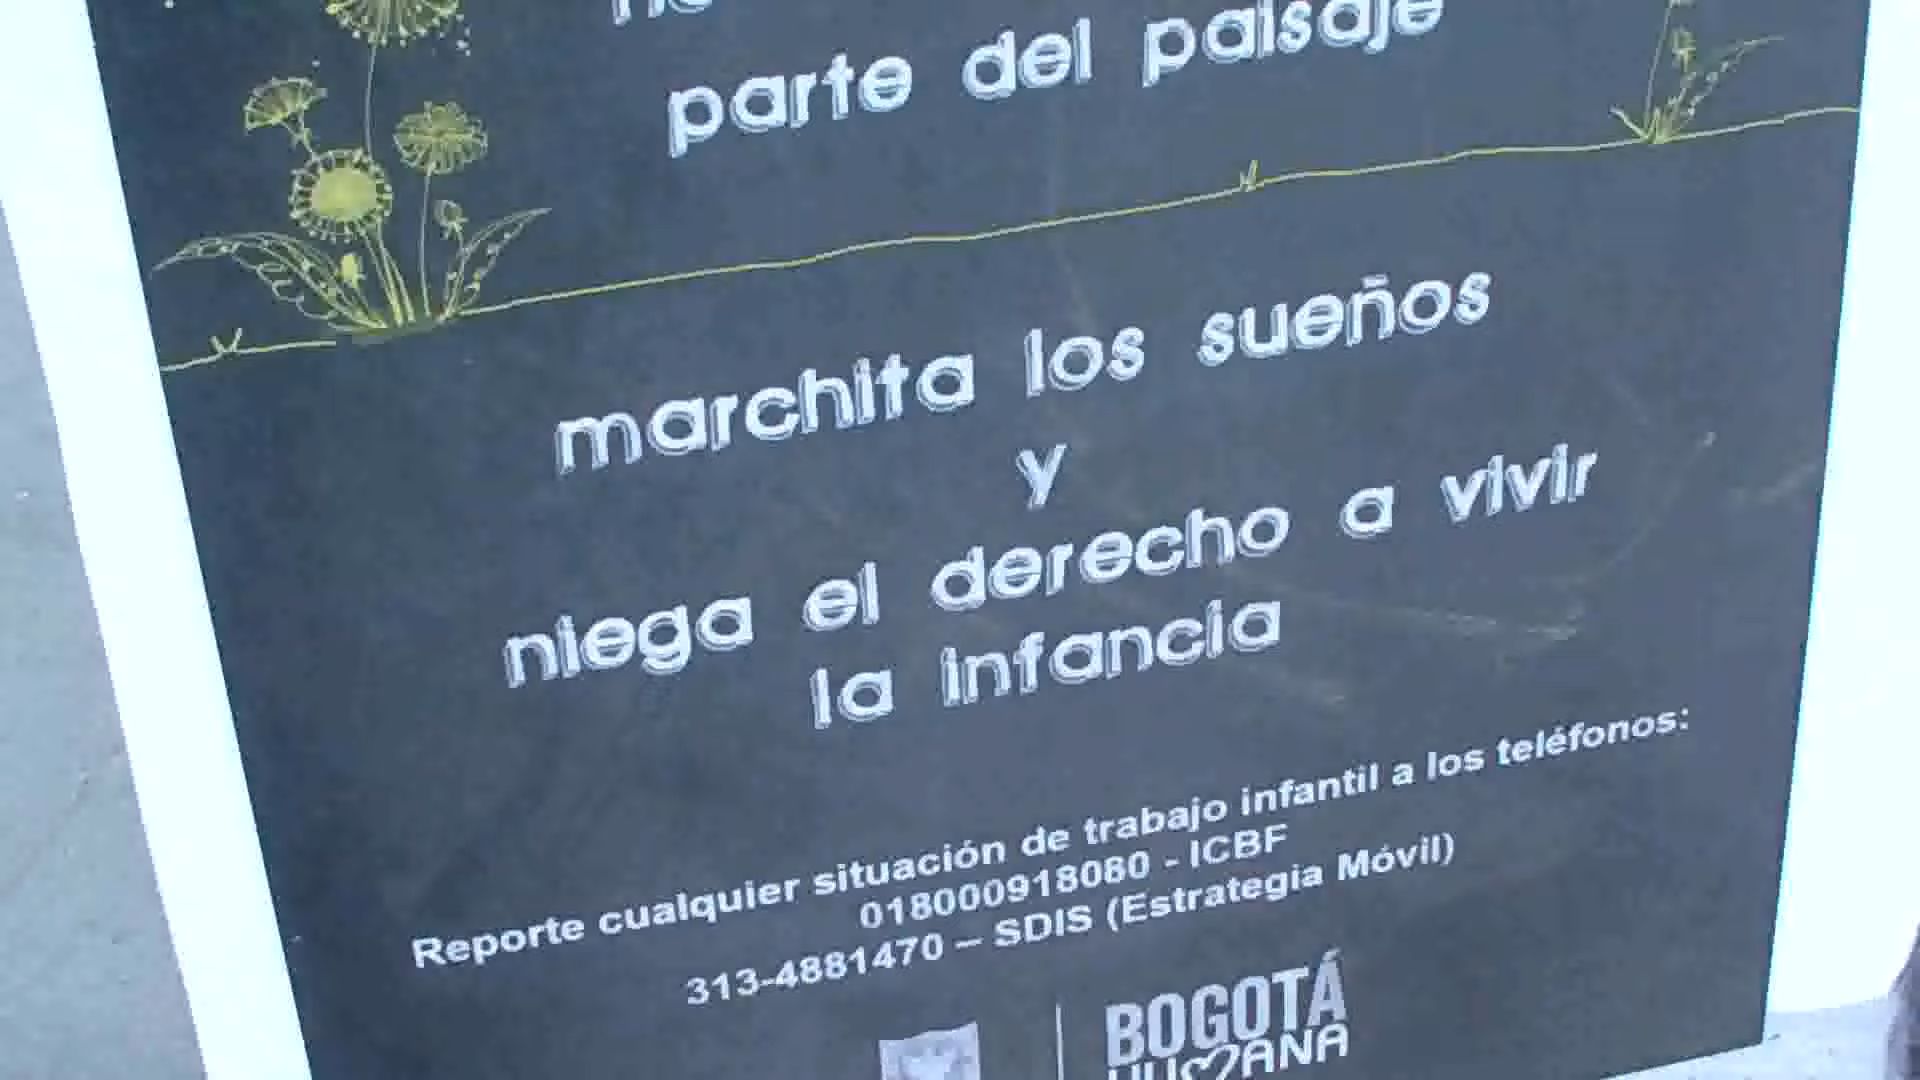 parte del paisaje
marchita los sueños
y
niega el derecho a vivir
la infancia
Reporte cualquier situación de trabajo infantil a los teléfonos:
018000918080 - ICBF
313-4881470 – SDIS (Estrategia Móvil)
BOGOTÁ
HUMANA